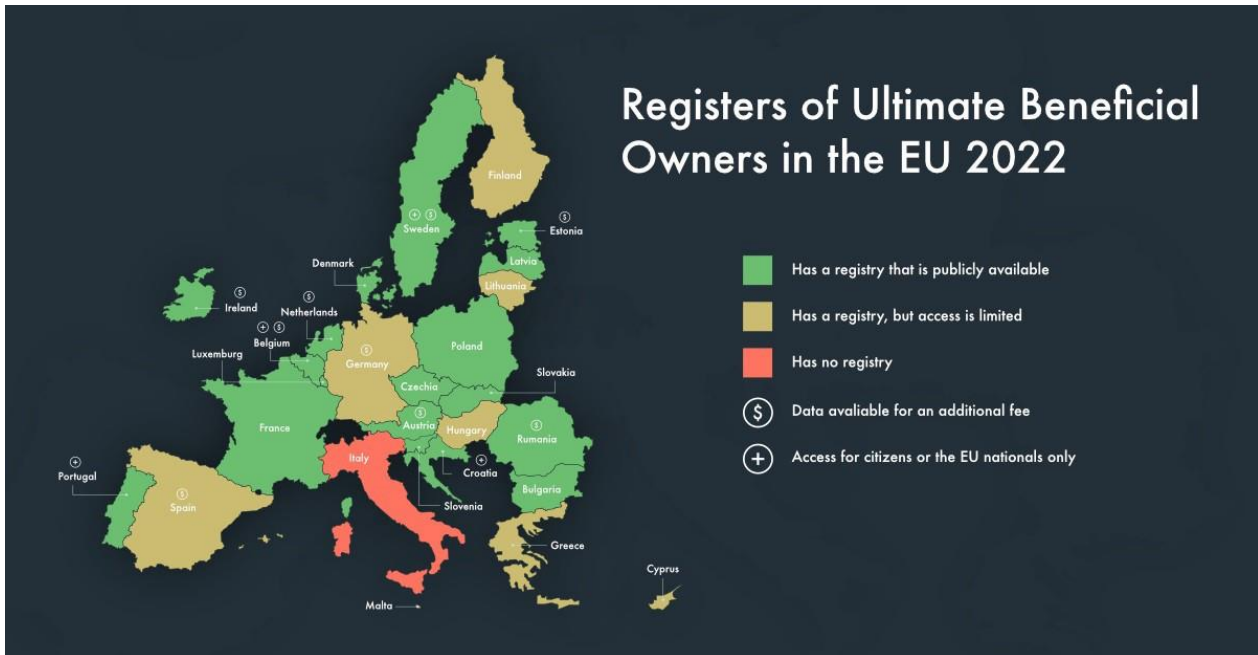 Registers of Ultimate Beneficial
Owners in the EU 2022
Finland
$
Estonia
+ $
Sweden
Latvia
Denmark
Lithuania
$
Ireland
$
Netherlands
+ $
Belgium
Luxemburg
$
Germany
Poland
Slovakia
Czechia
$
Austria
France
Hungary
$
Rumania
Italy
+
Croatia
+
Portugal
Bulgaria
$
Spain
Slovenia
Greece
Cyprus
Malta
Has a registry that is publicly available
Has a registry, but access is limited
Has no registry
$ Data avaliable for an additional fee
+ Access for citizens or the EU nationals only